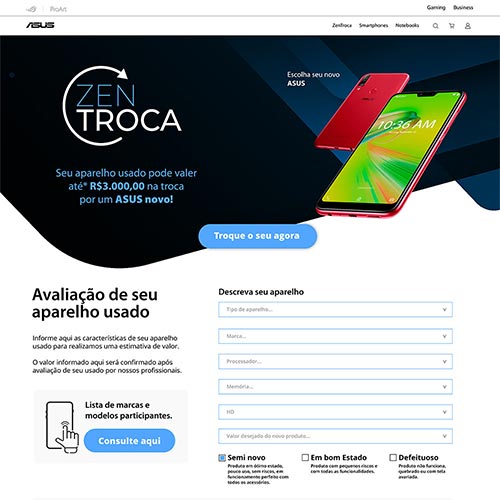 ProArt
Gaming
Business
ASUS
ZenTroca
Smartphones
Notebooks
ZEN
TROCA
Escolha seu novo
ASUS
10:36 AM
Seu aparelho usado pode valer
até* R$3.000,00 na troca
por um ASUS novo!
Troque o seu agora
Avaliação de seu
aparelho usado
Informe aqui as características de seu aparelho
usado para realizamos uma estimativa de valor.
O valor informado aqui será confirmado após
avaliação de seu usado por nossos profissionais.
Lista de marcas e
modelos participantes.
Consulte aqui
Descreva seu aparelho
Tipo de aparelho...
Marca...
Processador...
Memória...
HD
Valor desejado do novo produto...
Semi novo
Produto em ótimo estado,
pouco uso, sem riscos, em
funcionamento perfeito com
todos os acessórios.
Em bom Estado
Produto com pequenos riscos e
com todas as funcionalidades.
Defeituoso
Produto não funciona,
quebrado ou com tela
avariada.